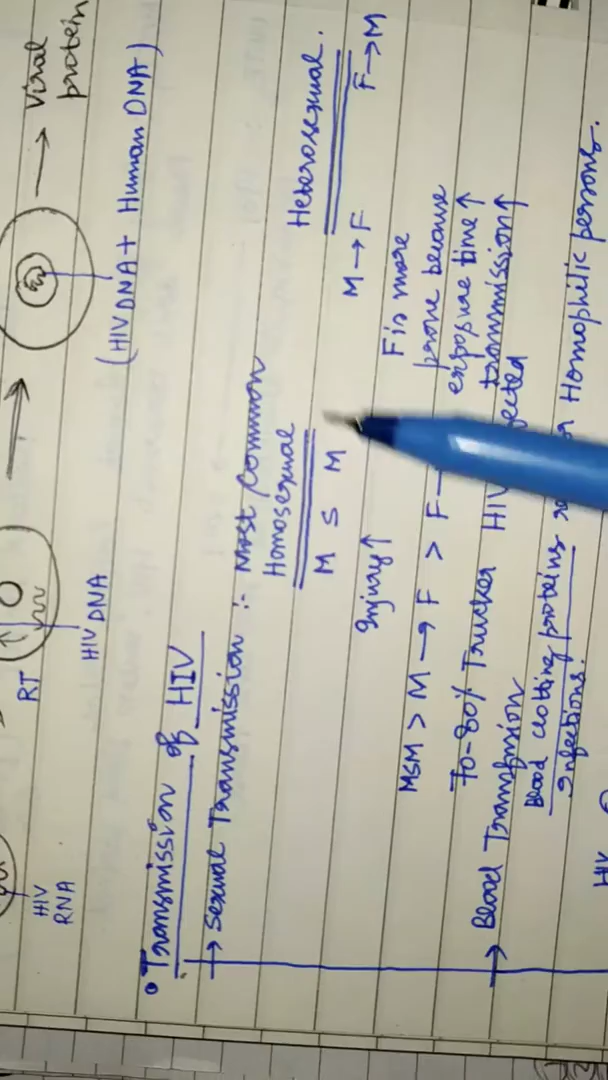 HIV RNA
RT
HIV DNA
(HIV DNA + Human DNA)
→ Viral protein
• Transmission of HIV
→ Sexual Transmission :- Most Common
Homosexual
Heterosexual.
M S M
M → F
F → M
Injury↑
F is more
prone because
exposure time↑
transmission↑
MSM > M → F > F
70-80% Trucker HIV
→ Blood Transfusion
Blood clotting proteins
Homophilic persons.
Infections.
HIV